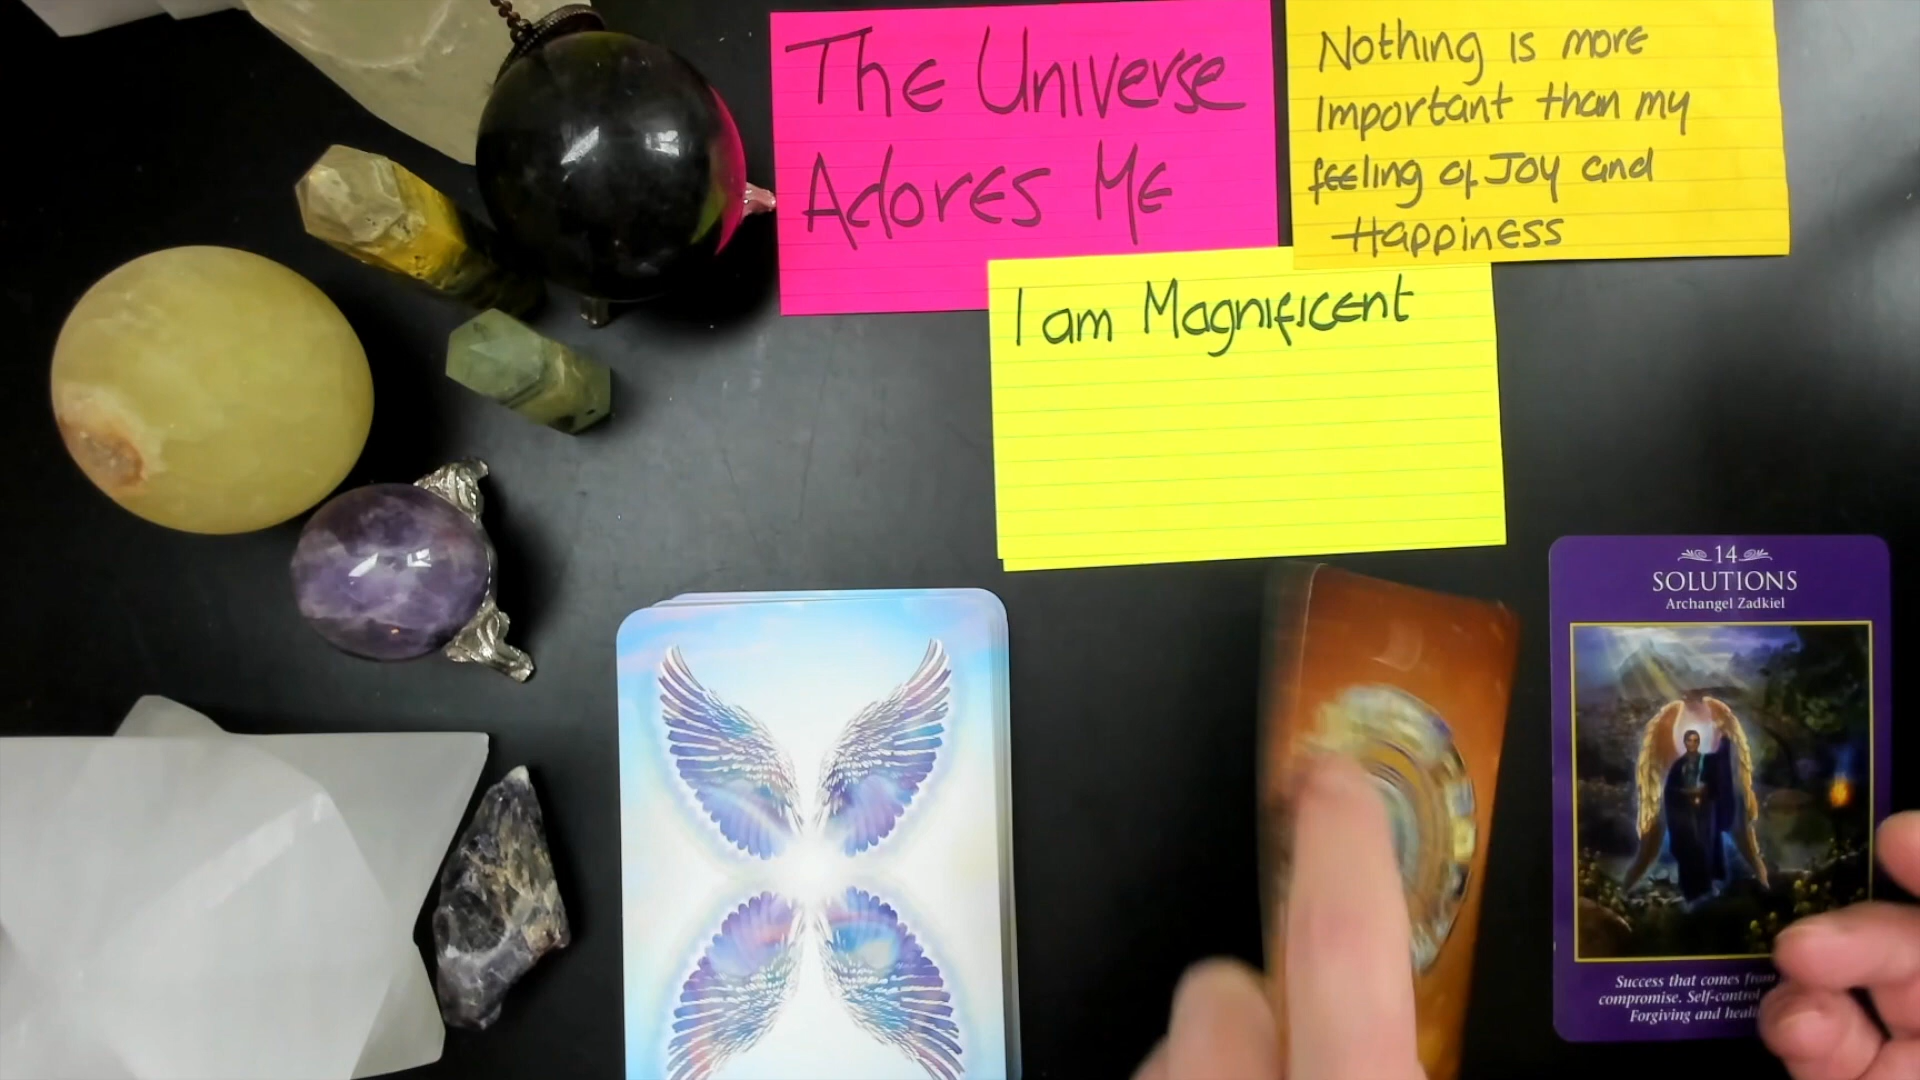 The Universe
Adores Me
Nothing is more
Important than my
feeling of Joy and
Happiness
I am Magnificent
14
SOLUTIONS
Archangel Zadkiel
Success that comes from
compromise. Self-control
Forgiving and